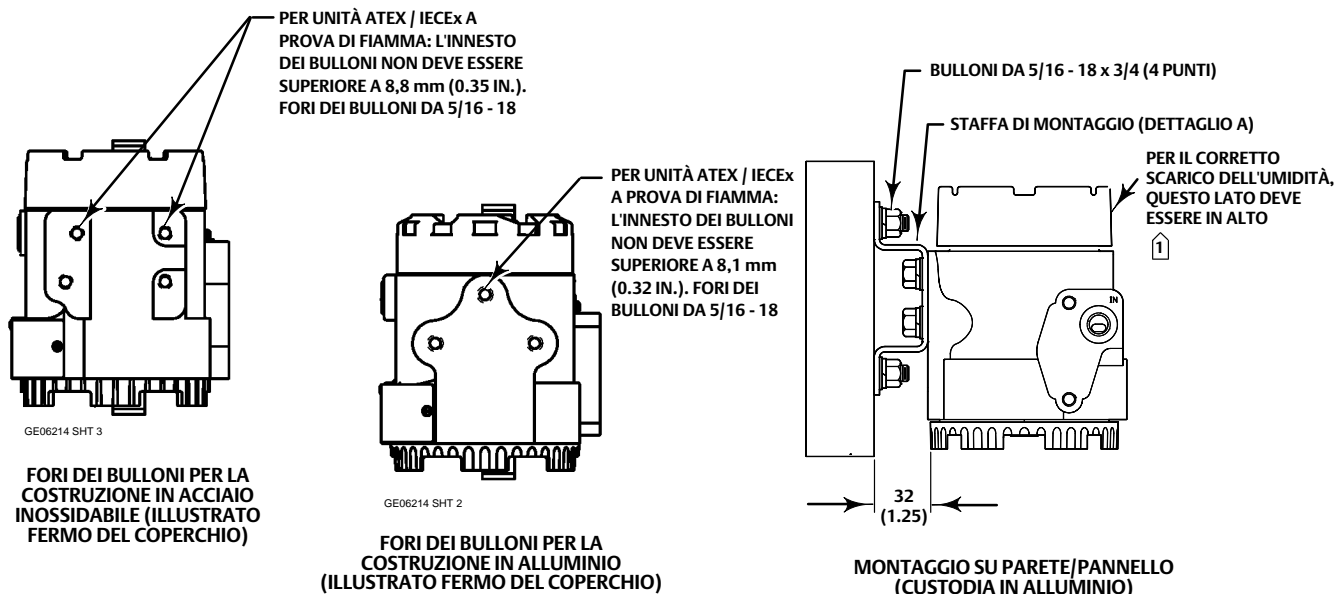 PER UNITÀ ATEX / IECEx A
PROVA DI FIAMMA: L'INNESTO
DEI BULLONI NON DEVE ESSERE
SUPERIORE A 8,8 mm (0.35 IN.).
FORI DEI BULLONI DA 5/16 - 18
GE06214 SHT 3
FORI DEI BULLONI PER LA
COSTRUZIONE IN ACCIAIO
INOSSIDABILE (ILLUSTRATO
FERMO DEL COPERCHIO)
PER UNITÀ ATEX / IECEx
A PROVA DI FIAMMA:
L'INNESTO DEI BULLONI
NON DEVE ESSERE
SUPERIORE A 8,1 mm
(0.32 IN.). FORI DEI
BULLONI DA 5/16 - 18
GE06214 SHT 2
FORI DEI BULLONI PER LA
COSTRUZIONE IN ALLUMINIO
(ILLUSTRATO FERMO DEL COPERCHIO)
BULLONI DA 5/16 - 18 x 3/4 (4 PUNTI)
STAFFA DI MONTAGGIO (DETTAGLIO A)
PER IL CORRETTO
SCARICO DELL'UMIDITÀ,
QUESTO LATO DEVE
ESSERE IN ALTO
1
IN
32
(1.25)
MONTAGGIO SU PARETE/PANNELLO
(CUSTODIA IN ALLUMINIO)